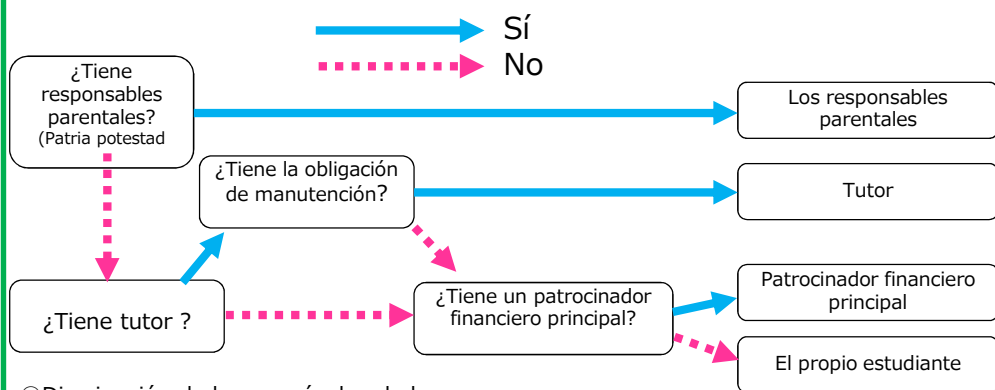 Sí
No
¿Tiene
responsables
parentales?
(Patria potestad
Los responsables
parentales
¿Tiene la obligación
de manutención?
Tutor
¿Tiene tutor ?
¿Tiene un patrocinador
financiero principal?
Patrocinador financiero
principal
El propio estudiante